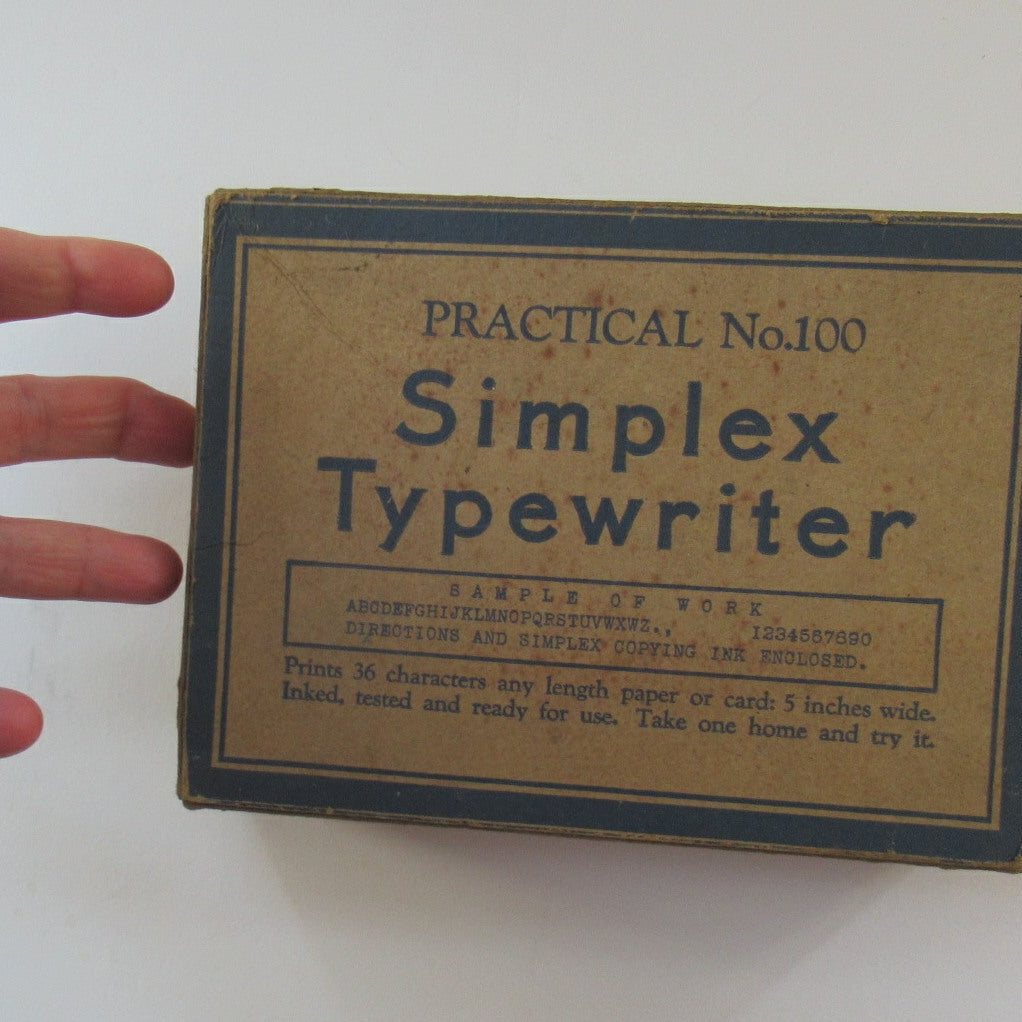 PRACTICAL No.100
Simplex
Typewriter
SAMPLE OF WORK
ABCDEFGHIJKLMNOPQRSTUVWXWZ., 1234567890
DIRECTIONS AND SIMPLEX COPYING INK ENCLOSED.
Prints 36 characters any length paper or card: 5 inches wide.
Inked, tested and ready for use. Take one home and try it.